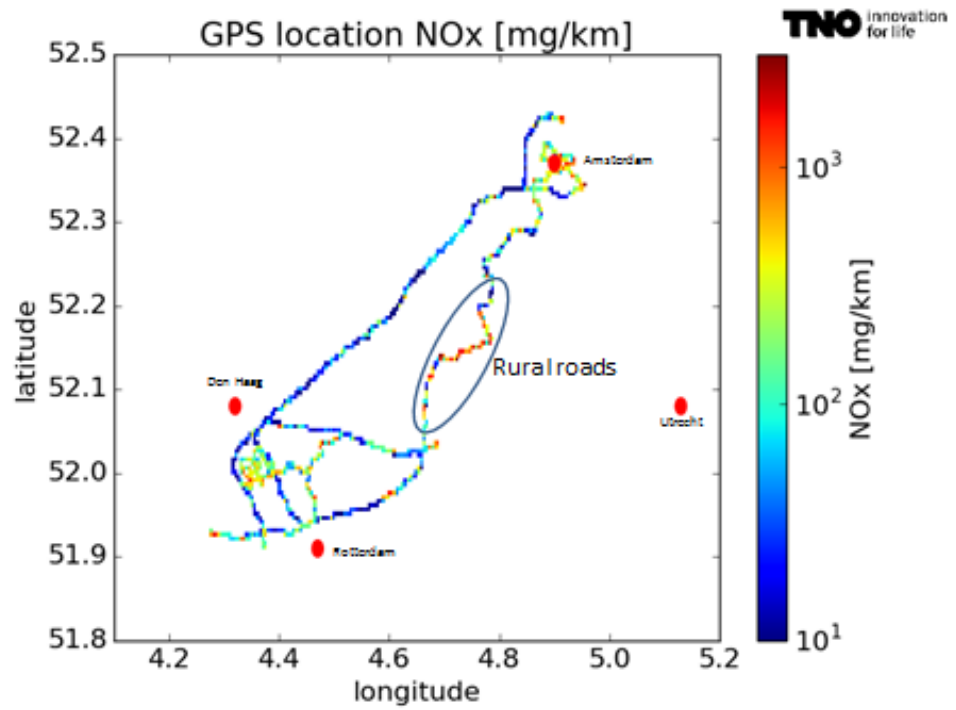 TNO innovation
for life
GPS location NOx [mg/km]
52.5
52.4
52.3
52.2
52.1
52.0
51.9
51.8
latitude
4.2 4.4 4.6 4.8 5.0 5.2
longitude
Amsterdam
Den Haag
Rural roads
Utrecht
Rotterdam
10³
10²
10¹
NOx [mg/km]